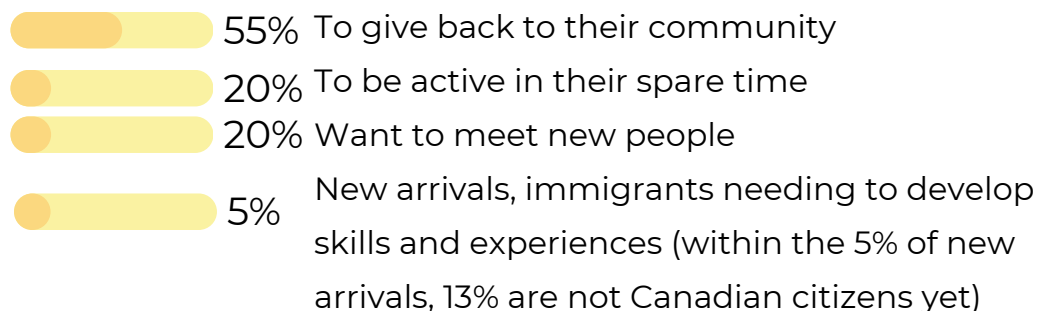 55% To give back to their community
20% To be active in their spare time
20% Want to meet new people
5% New arrivals, immigrants needing to develop
skills and experiences (within the 5% of new
arrivals, 13% are not Canadian citizens yet)